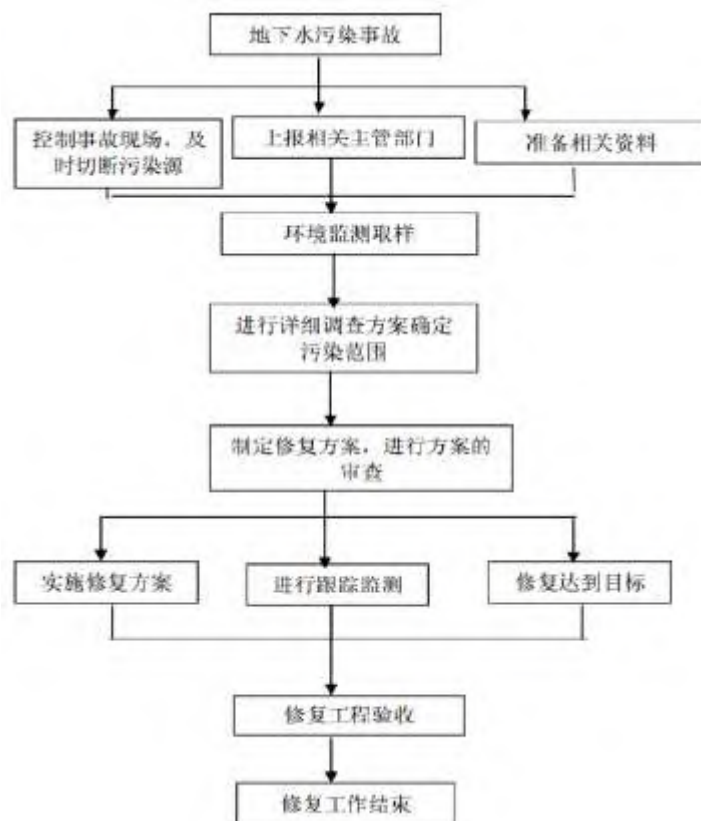 地下水污染事故
控制事故现场，及
时切断污染源
上报相关主管部门
准备相关资料
环境监测取样
进行详细调查方案确定
污染范围
制定修复方案，进行方案的
审查
实施修复方案
进行跟踪监测
修复达到目标
修复工程验收
修复工作结束